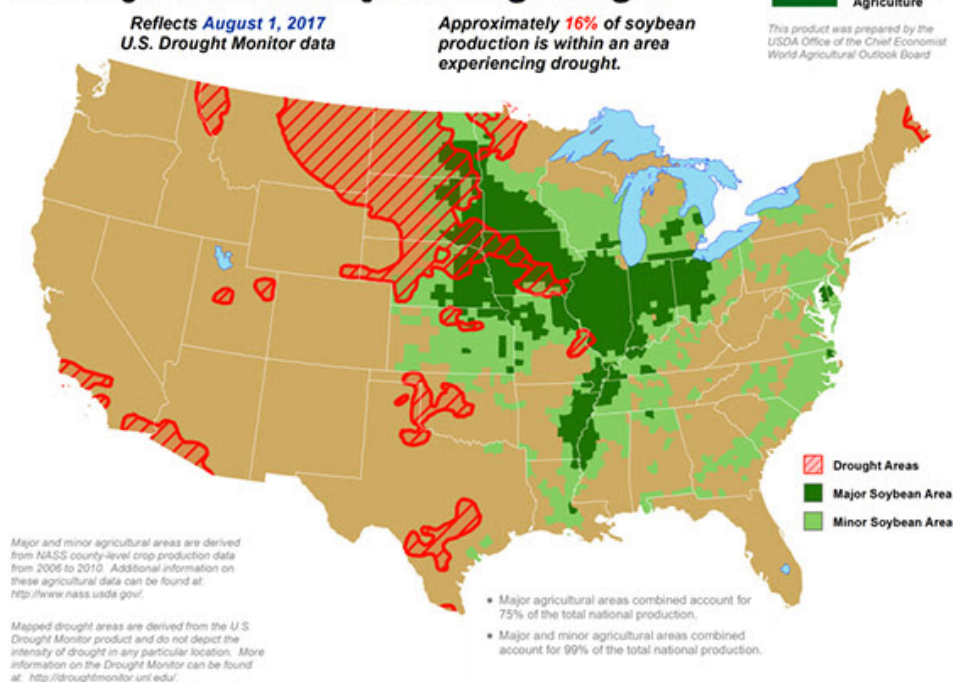 Reflects August 1, 2017
U.S. Drought Monitor data
Approximately 16% of soybean
production is within an area
experiencing drought.
Agriculture
This product was prepared by the
USDA Office of the Chief Economist
World Agricultural Outlook Board
Drought Areas
Major Soybean Area
Minor Soybean Area
Major and minor agricultural areas are derived
from NASS county-level crop production data
from 2006 to 2010. Additional information on
these agricultural data can be found at:
http://www.nass.usda.gov/.
Mapped drought areas are derived from the U.S.
Drought Monitor product and do not depict the
intensity of drought in any particular location. More
information on the Drought Monitor can be found
at: http://droughtmonitor.unl.edu/.
• Major agricultural areas combined account for
75% of the total national production.
• Major and minor agricultural areas combined
account for 99% of the total national production.